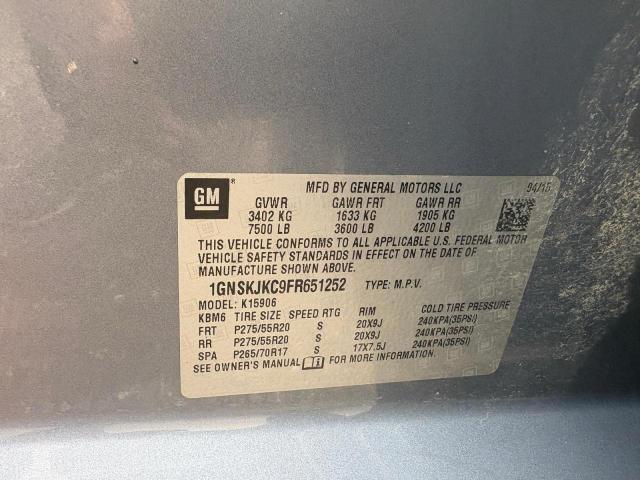 GM
MFD BY GENERAL MOTORS LLC 04/15
GVWR GAWR FRT GAWR RR
3402 KG 1633 KG 1905 KG
7500 LB 3600 LB 4200 LB
THIS VEHICLE CONFORMS TO ALL APPLICABLE U.S. FEDERAL MOTOR
VEHICLE SAFETY STANDARDS IN EFFECT ON THE DATE OF
MANUFACTURE SHOWN ABOVE.
1GNSKJKC9FR651252 TYPE: M.P.V.
MODEL: K15906
KBM6 TIRE SIZE SPEED RTG RIM COLD TIRE PRESSURE
FRT P275/55R20 S 20X9J 240KPA(35PSI)
RR P275/55R20 S 20X9J 240KPA(35PSI)
SPA P265/70R17 S 17X7.5J 240KPA(35PSI)
SEE OWNER'S MANUAL FOR MORE INFORMATION.